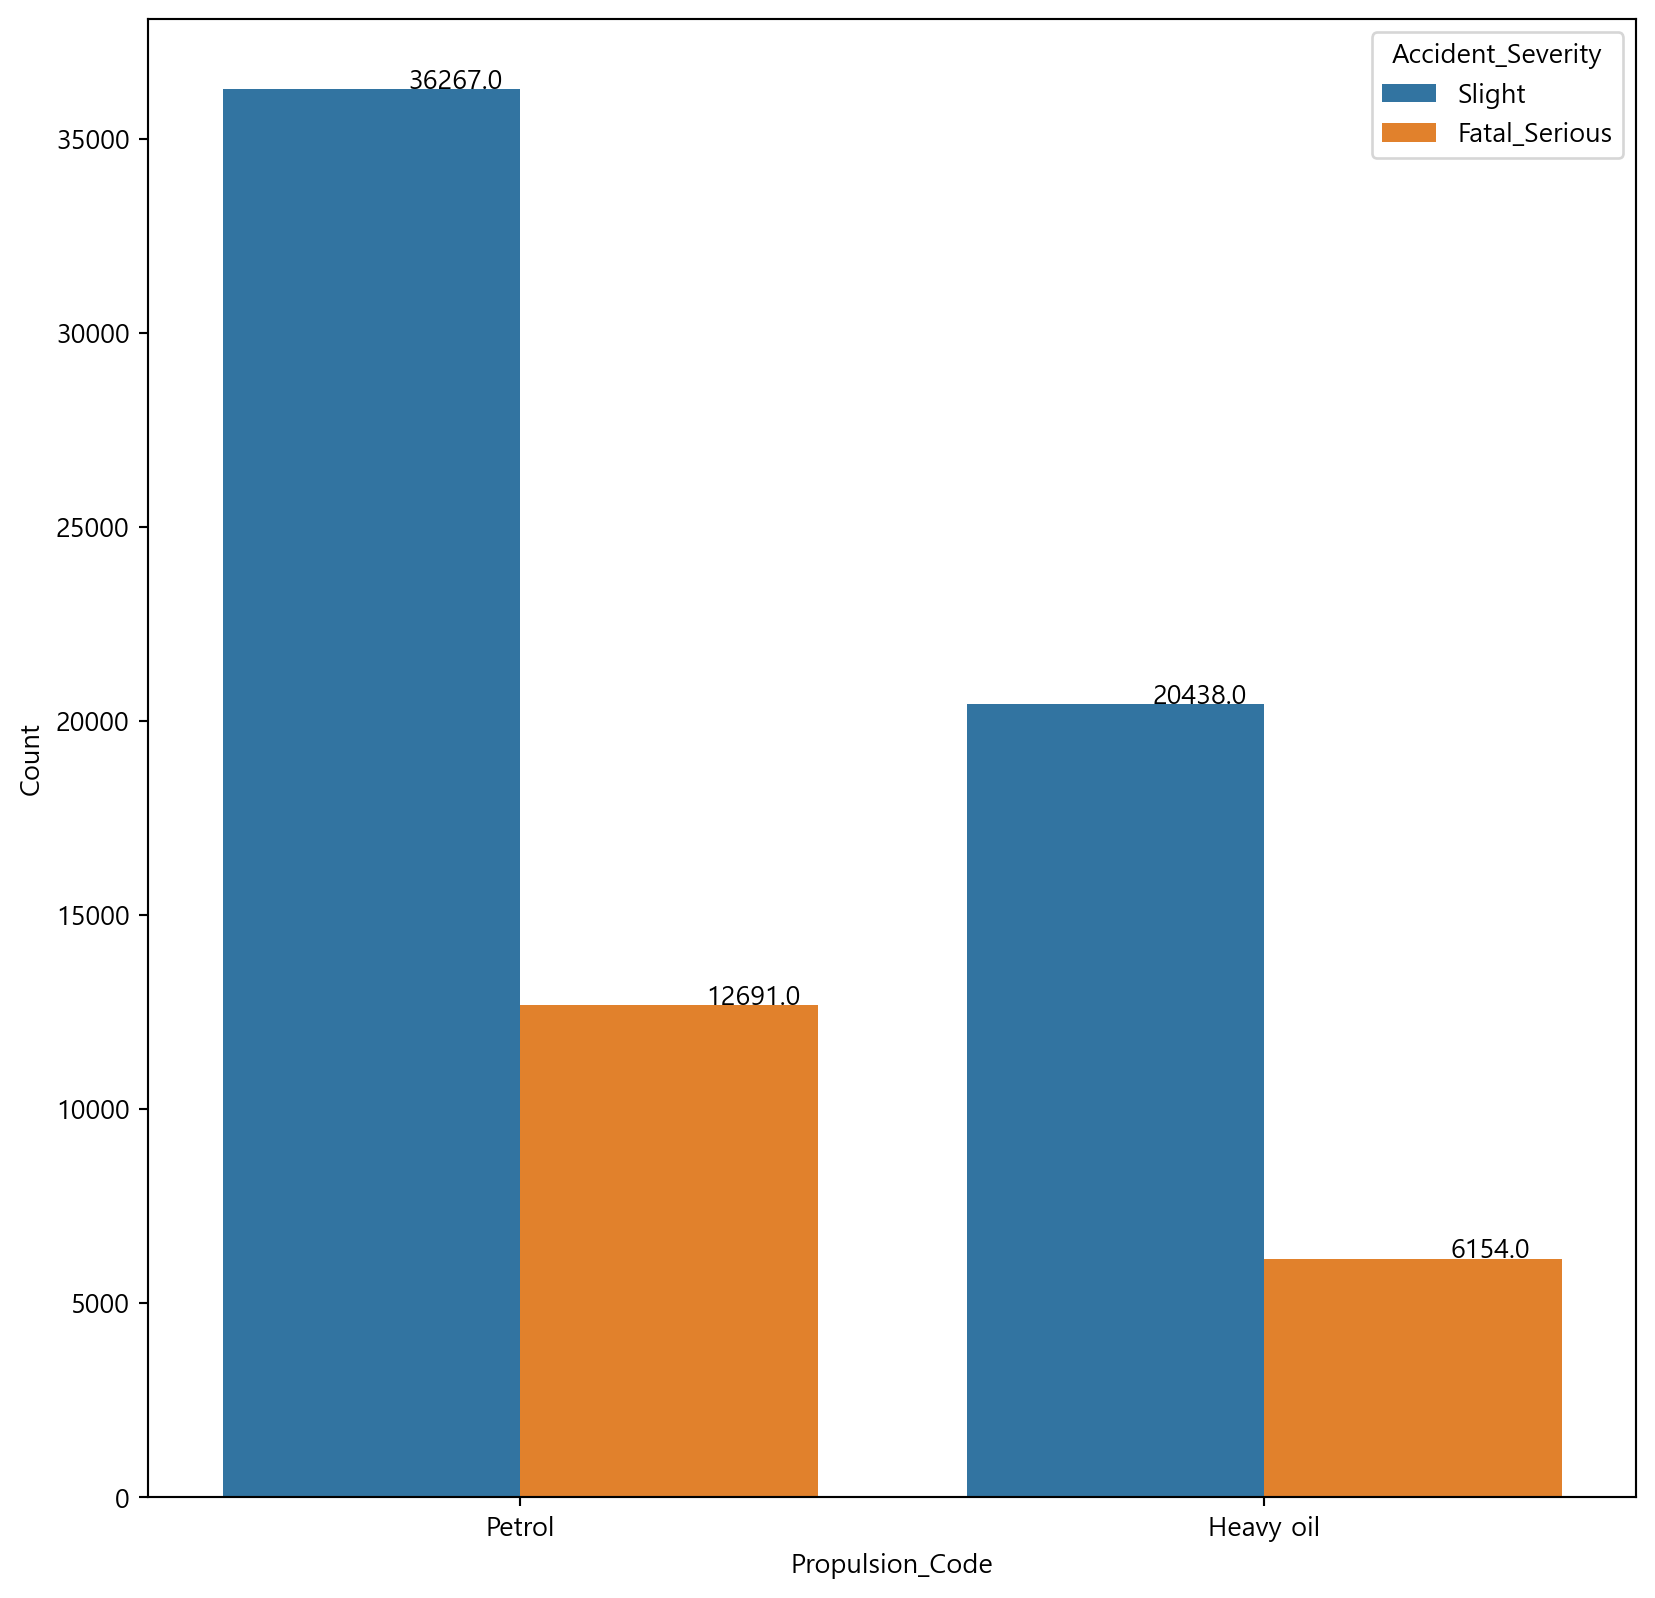 Accident_Severity
Slight
Fatal_Serious
36267.0
20438.0
12691.0
6154.0
Count
35000
30000
25000
20000
15000
10000
5000
0
Petrol
Heavy oil
Propulsion_Code